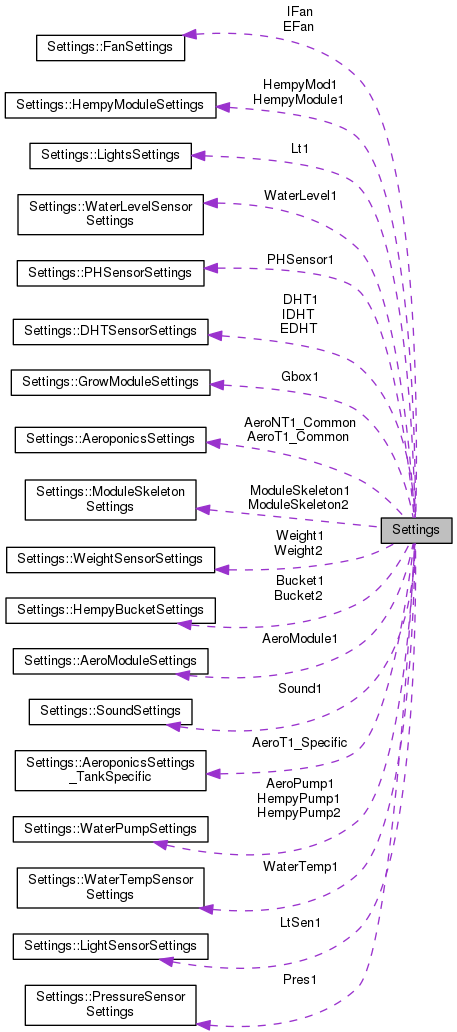 IFan
EFan
Settings::FanSettings
HempyMod1
HempyModule1
Settings::HempyModuleSettings
Lt1
Settings::LightsSettings
WaterLevel1
Settings::WaterLevelSensor
Settings
PHSensor1
Settings::PHSensorSettings
DHT1
IDHT
EDHT
Settings::DHTSensorSettings
Gbox1
Settings::GrowModuleSettings
AeroNT1_Common
AeroT1_Common
Settings::AeroponicsSettings
ModuleSkeleton1
ModuleSkeleton2
Settings::ModuleSkeleton
Settings
Settings
Weight1
Weight2
Settings::WeightSensorSettings
Bucket1
Bucket2
Settings::HempyBucketSettings
AeroModule1
Settings::AeroModuleSettings
Sound1
Settings::SoundSettings
AeroT1_Specific
Settings::AeroponicsSettings
_TankSpecific
AeroPump1
HempyPump1
HempyPump2
Settings::WaterPumpSettings
WaterTemp1
Settings::WaterTempSensor
Settings
LtSen1
Settings::LightSensorSettings
Pres1
Settings::PressureSensor
Settings